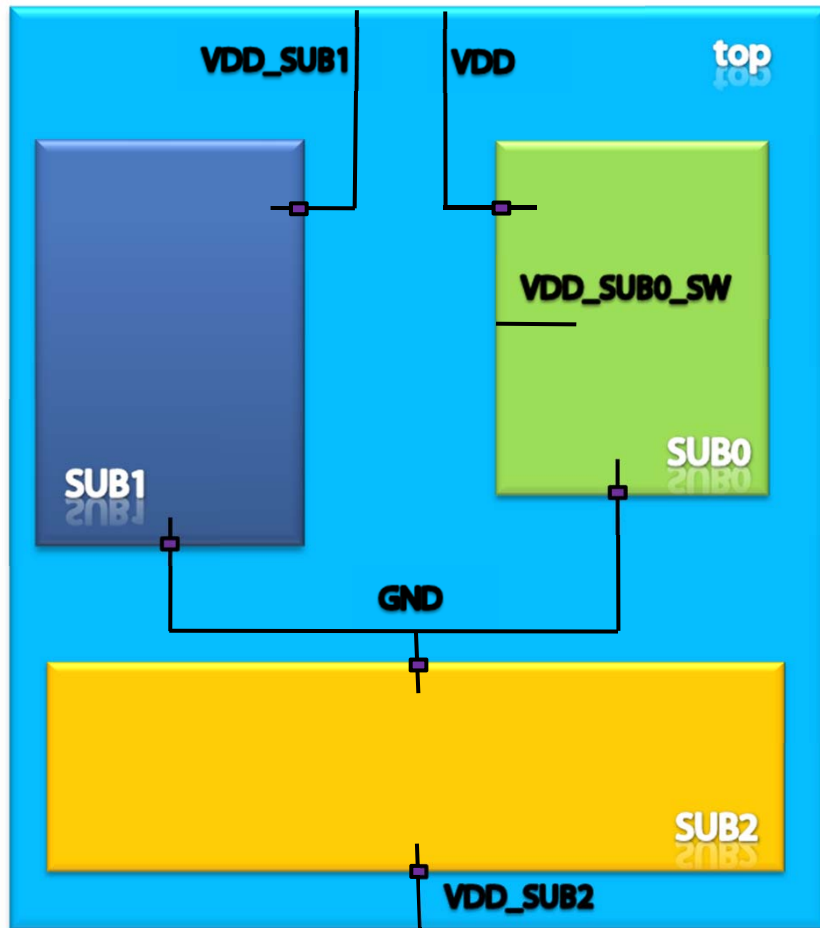 VDD_SUB1
VDD
top
VDD_SUB0_SW
SUB0
SUB1
GND
SUB2
VDD_SUB2